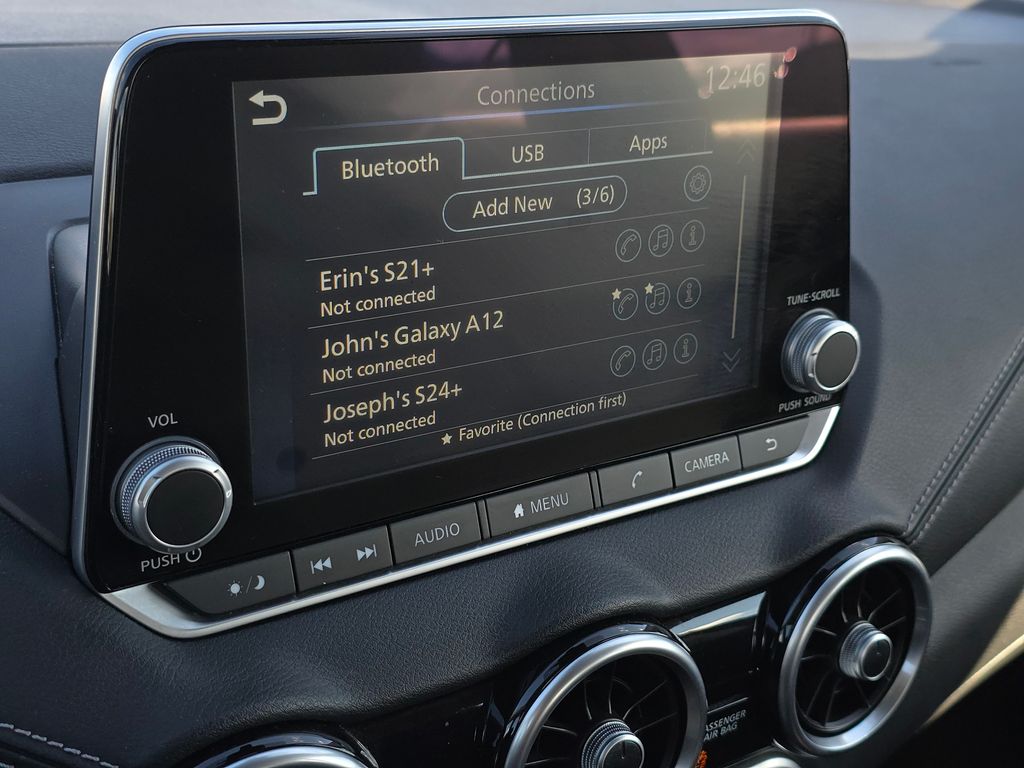 Connections
12:46
Bluetooth
USB
Apps
Add New (3/6)
Erin's S21+
Not connected
John's Galaxy A12
Not connected
Joseph's S24+
Not connected
★ Favorite (Connection first)
VOL
PUSH
TUNE·SCROLL
PUSH SOUND
AUDIO
MENU
CAMERA
PASSENGER
AIR BAG